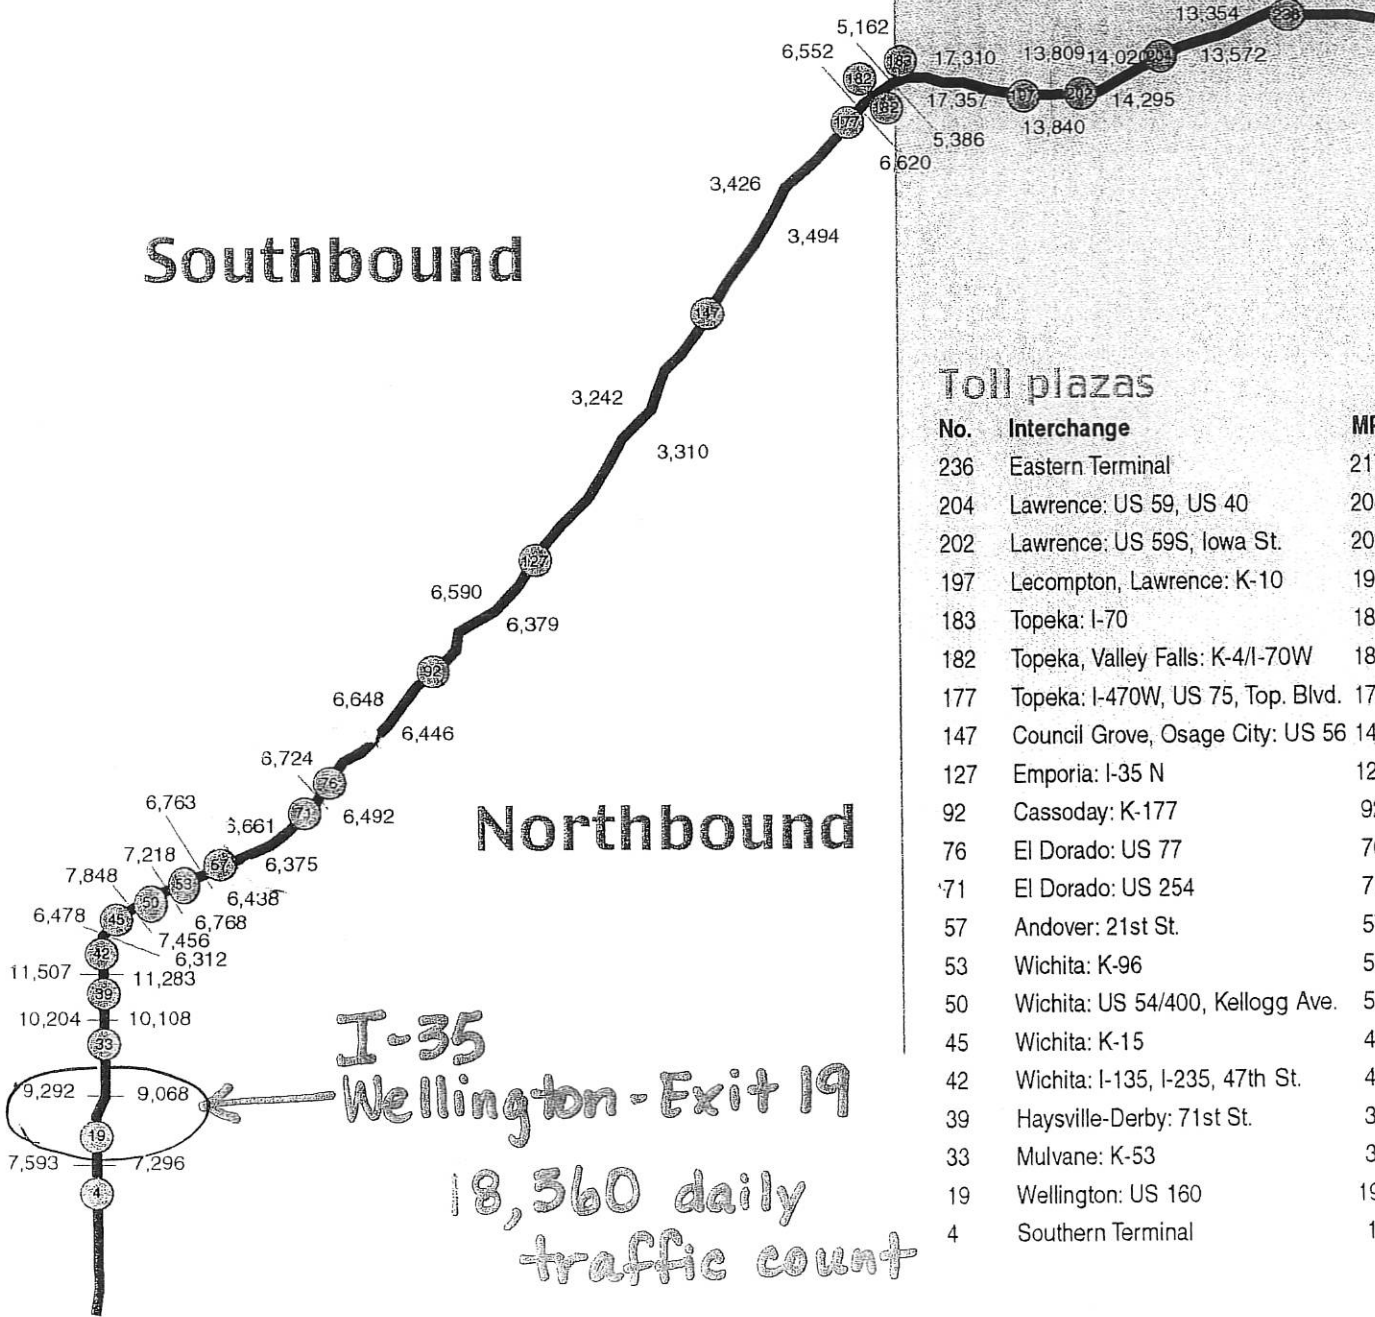 13,354
238
5,162
6,552
183
17,310
13,809
14,020
204
13,572
182
17,357
197
202
14,295
182
177
5,386
13,840
6,620
3,426
3,494
Southbound
147
Toll plazas
No. Interchange
236 Eastern Terminal
204 Lawrence: US 59, US 40
202 Lawrence: US 59S, Iowa St.
197 Lecompton, Lawrence: K-10
183 Topeka: I-70
182 Topeka, Valley Falls: K-4/I-70W
177 Topeka: I-470W, US 75, Top. Blvd.
147 Council Grove, Osage City: US 56
127 Emporia: I-35 N
92 Cassoday: K-177
76 El Dorado: US 77
71 El Dorado: US 254
57 Andover: 21st St.
53 Wichita: K-96
50 Wichita: US 54/400, Kellogg Ave.
45 Wichita: K-15
42 Wichita: I-135, I-235, 47th St.
39 Haysville-Derby: 71st St.
33 Mulvane: K-53
19 Wellington: US 160
4 Southern Terminal
3,242
3,310
127
6,590
6,379
92
6,648
6,446
6,724
76
71
6,492
Northbound
6,763
6,375
7,218
57
7,848
53
6,438
50
6,768
6,478
45
7,456
42
6,312
11,507
11,283
39
10,204
10,108
33
I-35
9,292
9,068
Wellington - Exit 19
19
7,593
7,296
4
18,360 daily
traffic count